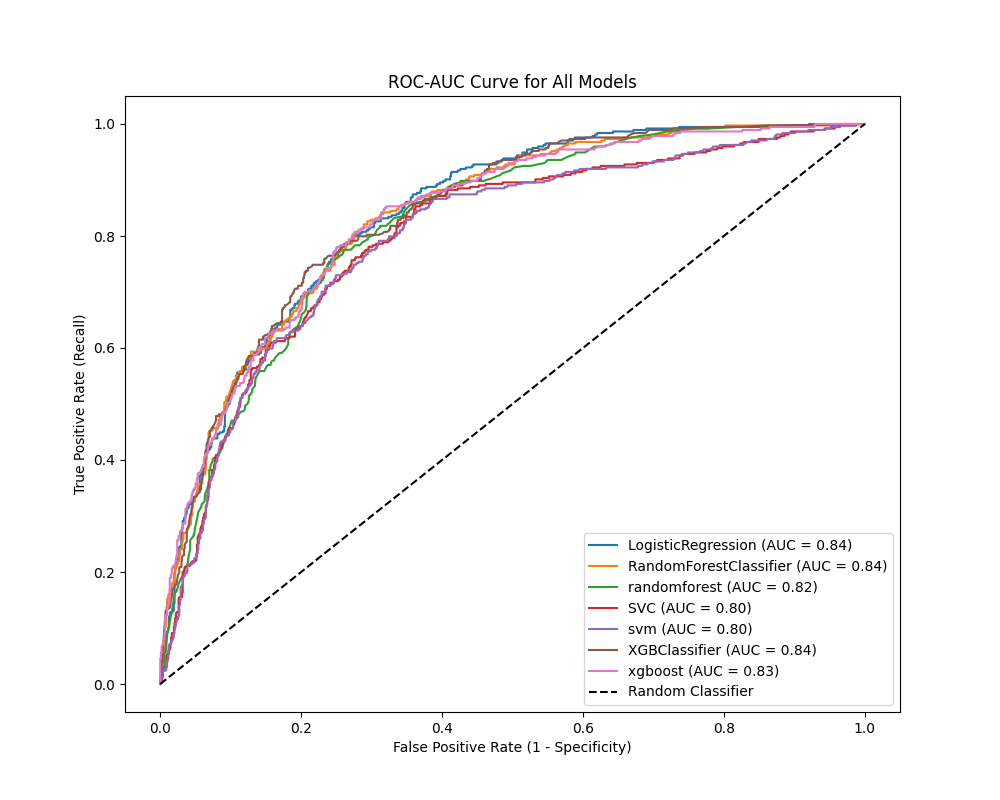 ROC-AUC Curve for All Models
True Positive Rate (Recall)
1.0
0.8
0.6
0.4
0.2
0.0
0.0 0.2 0.4 0.6 0.8 1.0
False Positive Rate (1 - Specificity)
LogisticRegression (AUC = 0.84)
RandomForestClassifier (AUC = 0.84)
randomforest (AUC = 0.82)
SVC (AUC = 0.80)
svm (AUC = 0.80)
XGBClassifier (AUC = 0.84)
xgboost (AUC = 0.83)
Random Classifier